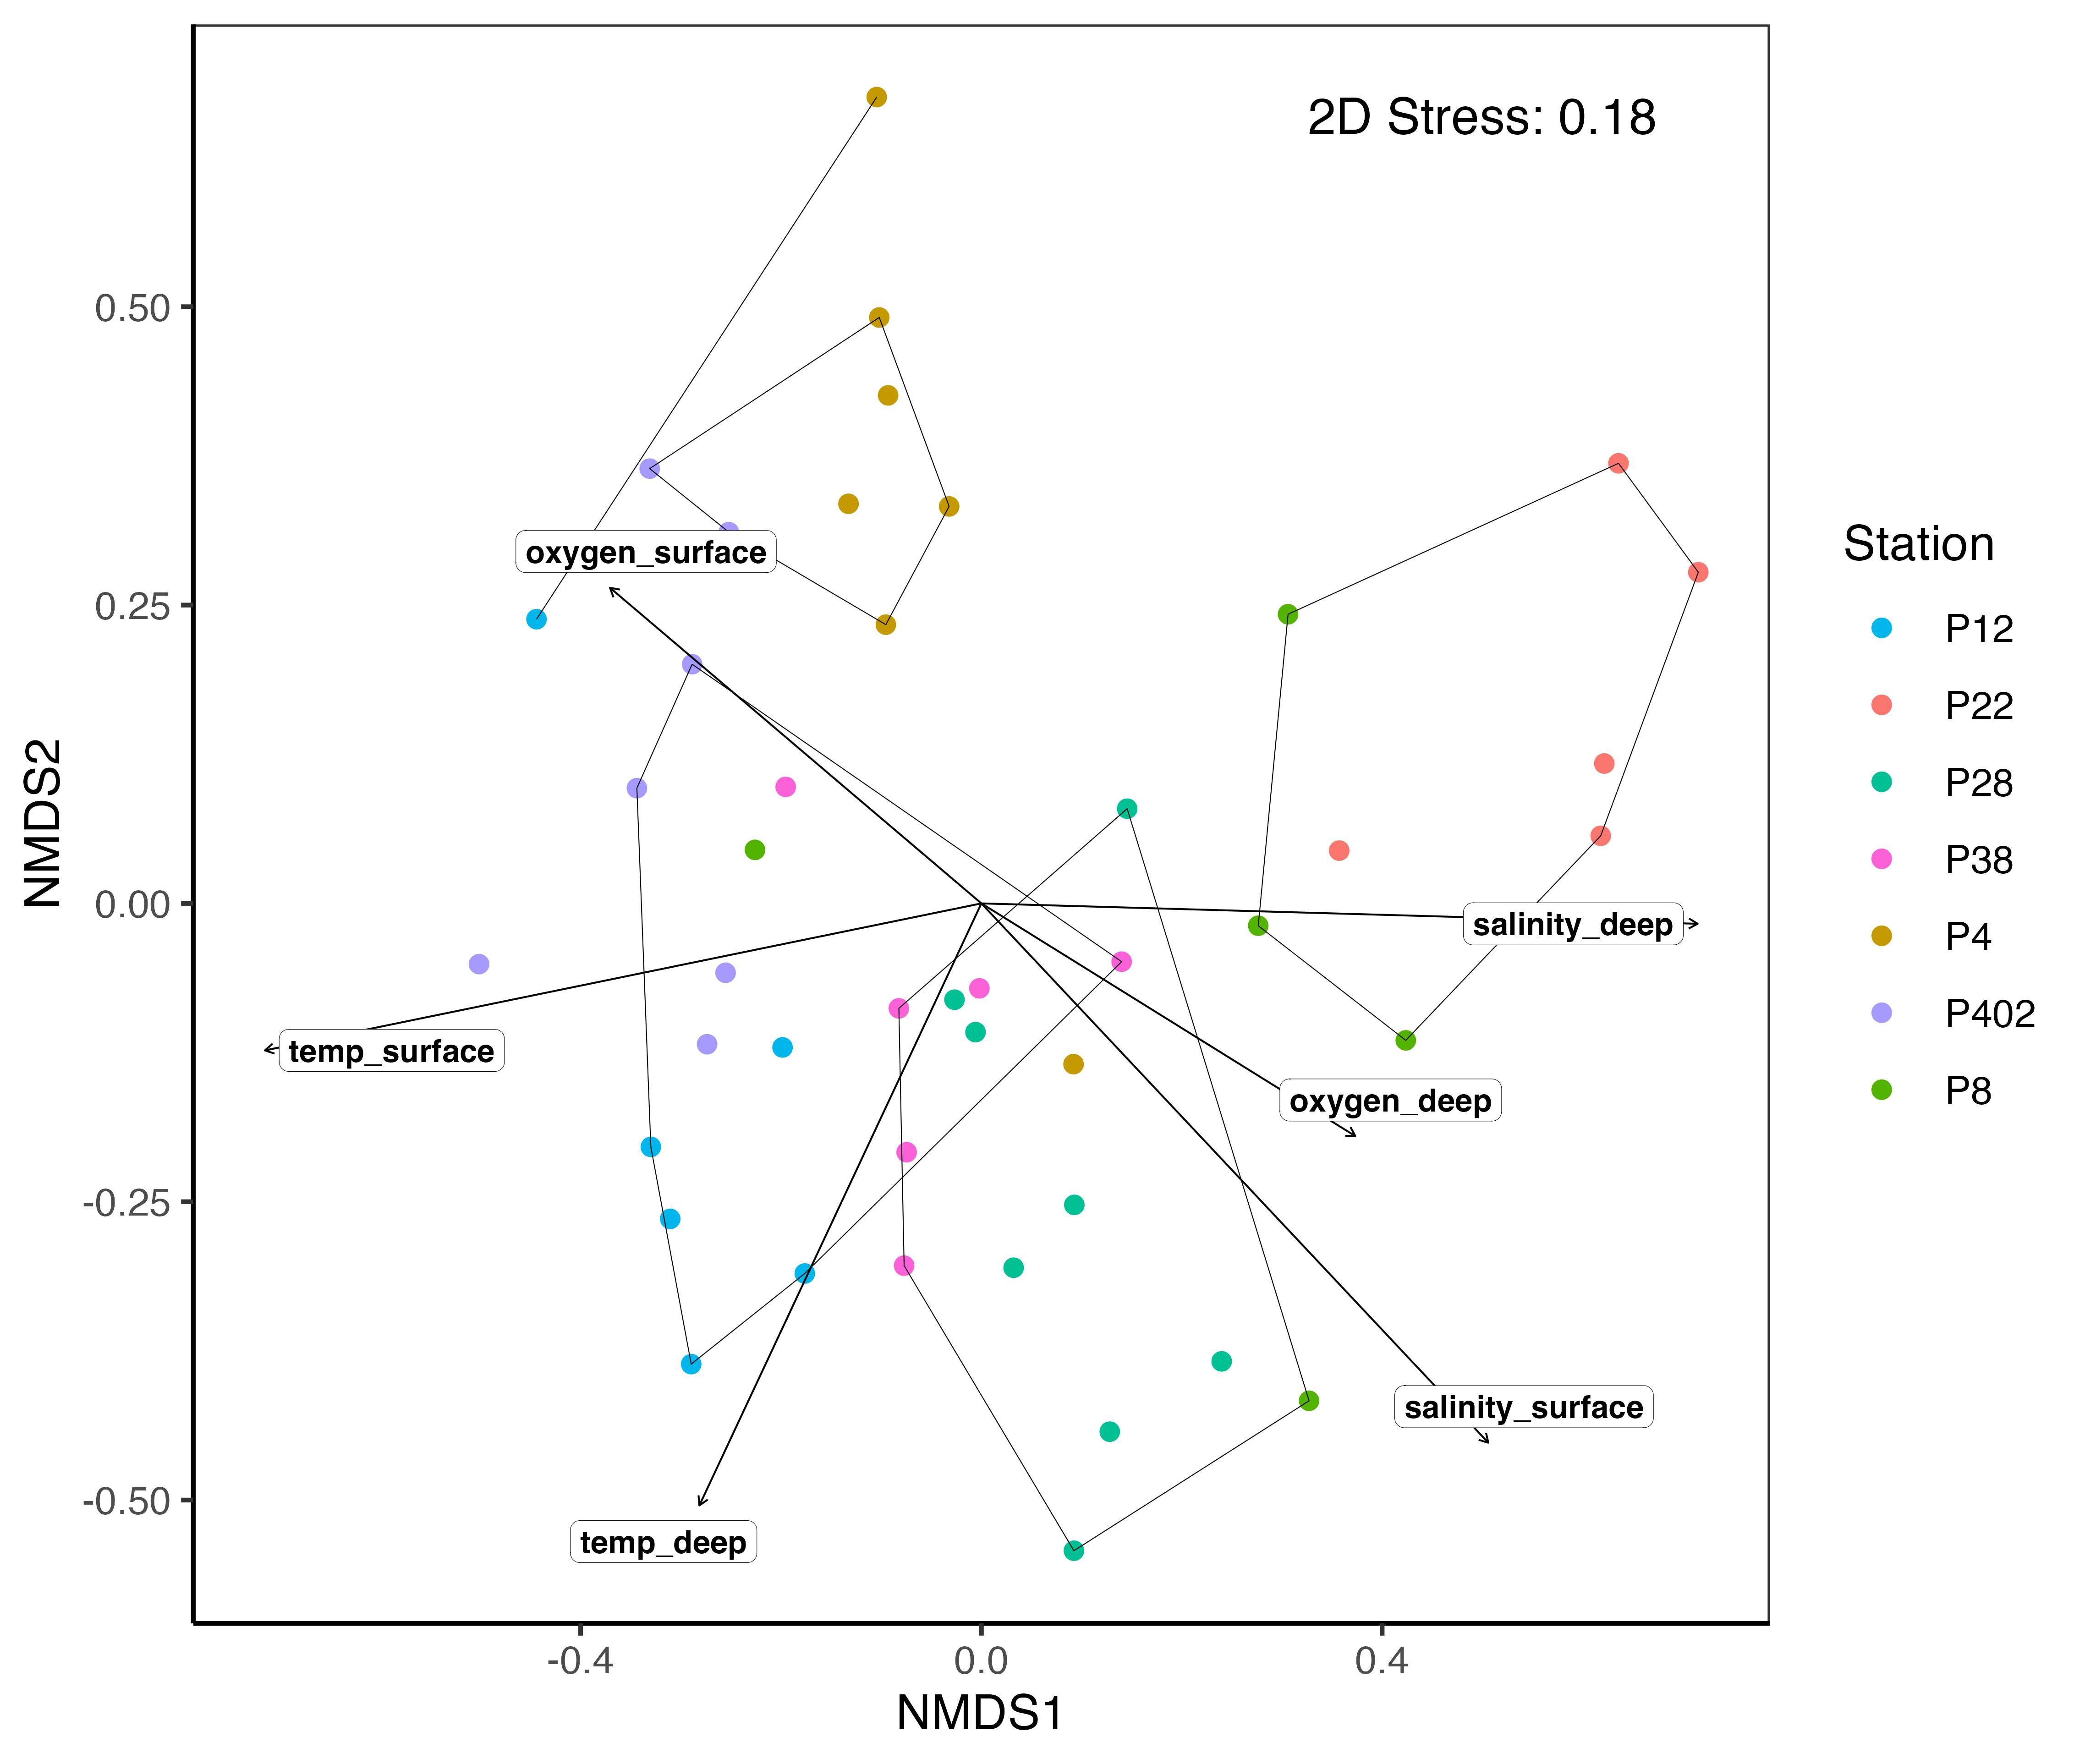 2D Stress: 0.18
0.50
0.25
0.00
-0.25
-0.50
NMDS2
oxygen_surface
salinity_deep
temp_surface
oxygen_deep
salinity_surface
temp_deep
-0.4
0.0
0.4
NMDS1
Station
P12
P22
P28
P38
P4
P402
P8